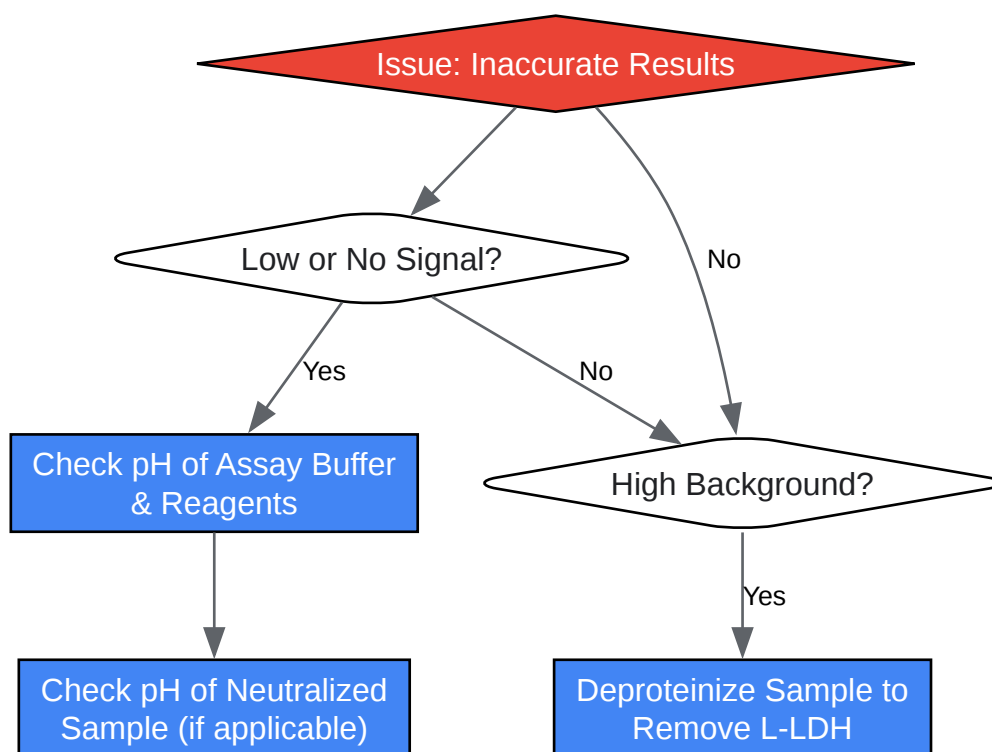 Issue: Inaccurate Results
Low or No Signal?
No
Yes
No
Check pH of Assay Buffer
& Reagents
High Background?
Yes
Check pH of Neutralized
Sample (if applicable)
Deproteinize Sample to
Remove L-LDH